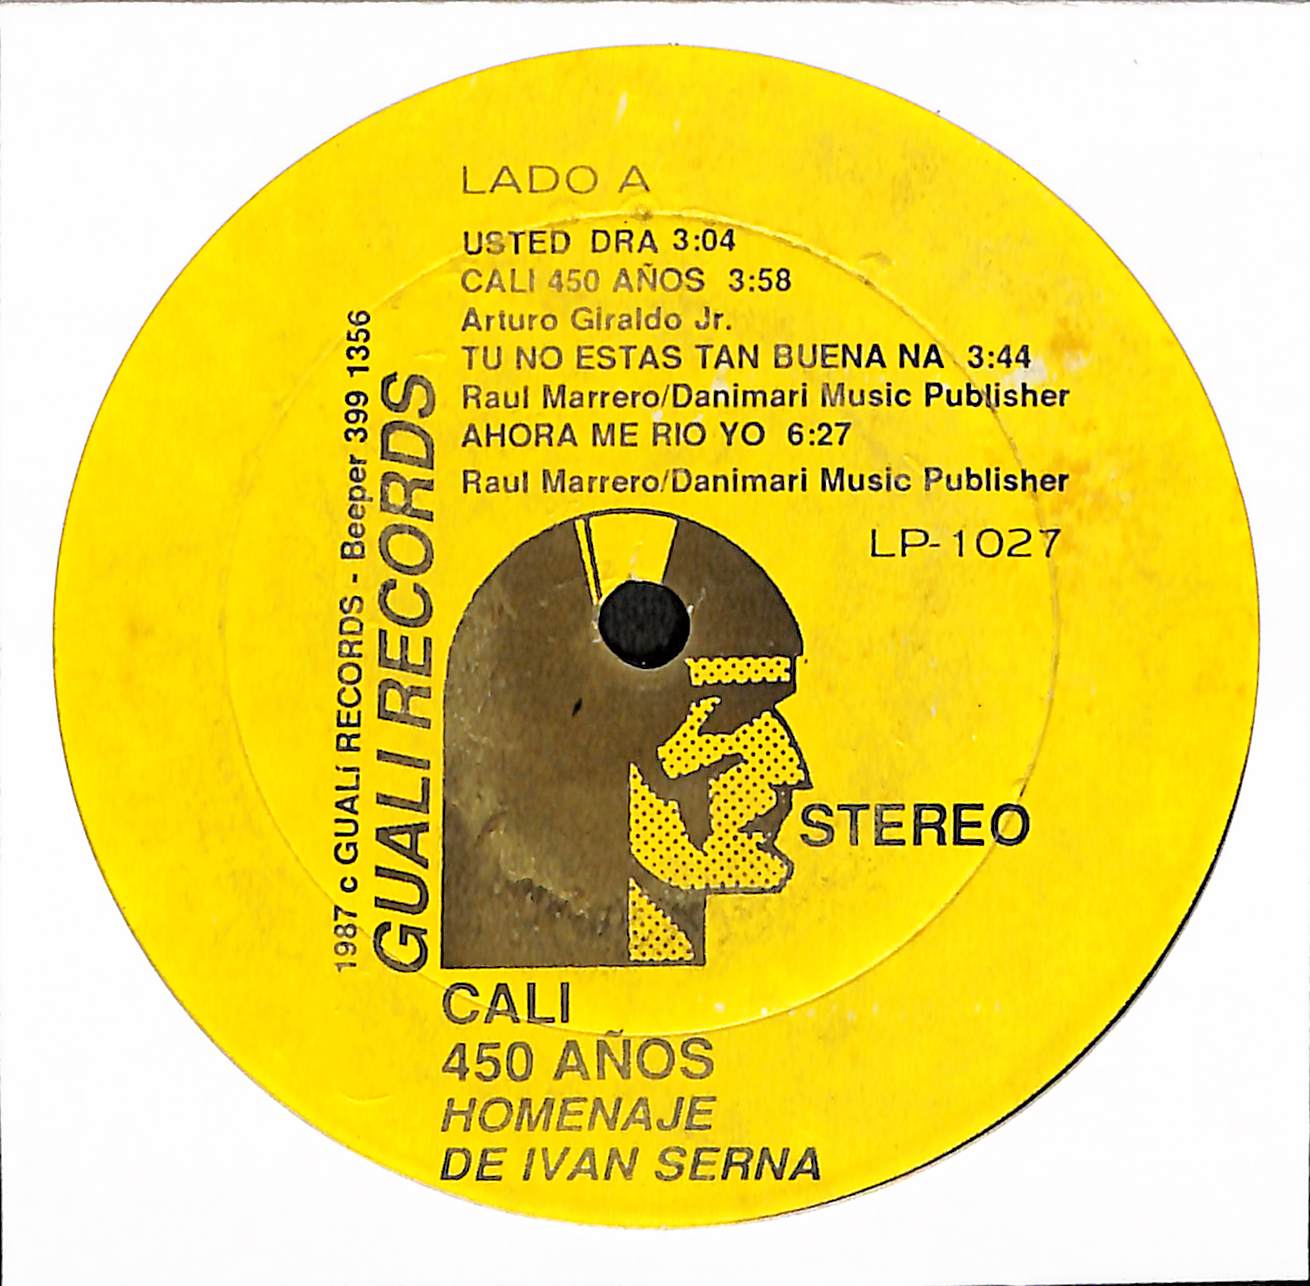 LADO A
USTED DRA 3:04
CALI 450 AÑOS 3:58
Arturo Giraldo Jr.
TU NO ESTAS TAN BUENA NA 3:44
Raul Marrero/Danimari Music Publisher
AHORA ME RIO YO 6:27
Raul Marrero/Danimari Music Publisher
LP-1027
1987 c GUALI RECORDS - Beeper 399 1356
GUALI RECORDS
STEREO
CALI
450 AÑOS
HOMENAJE
DE IVAN SERNA